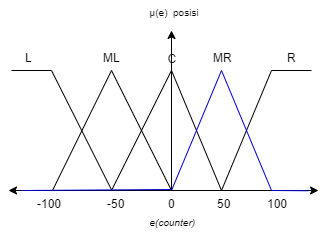 μ(e) posisi
L ML C MR R
-100 -50 0 50 100
e(counter)